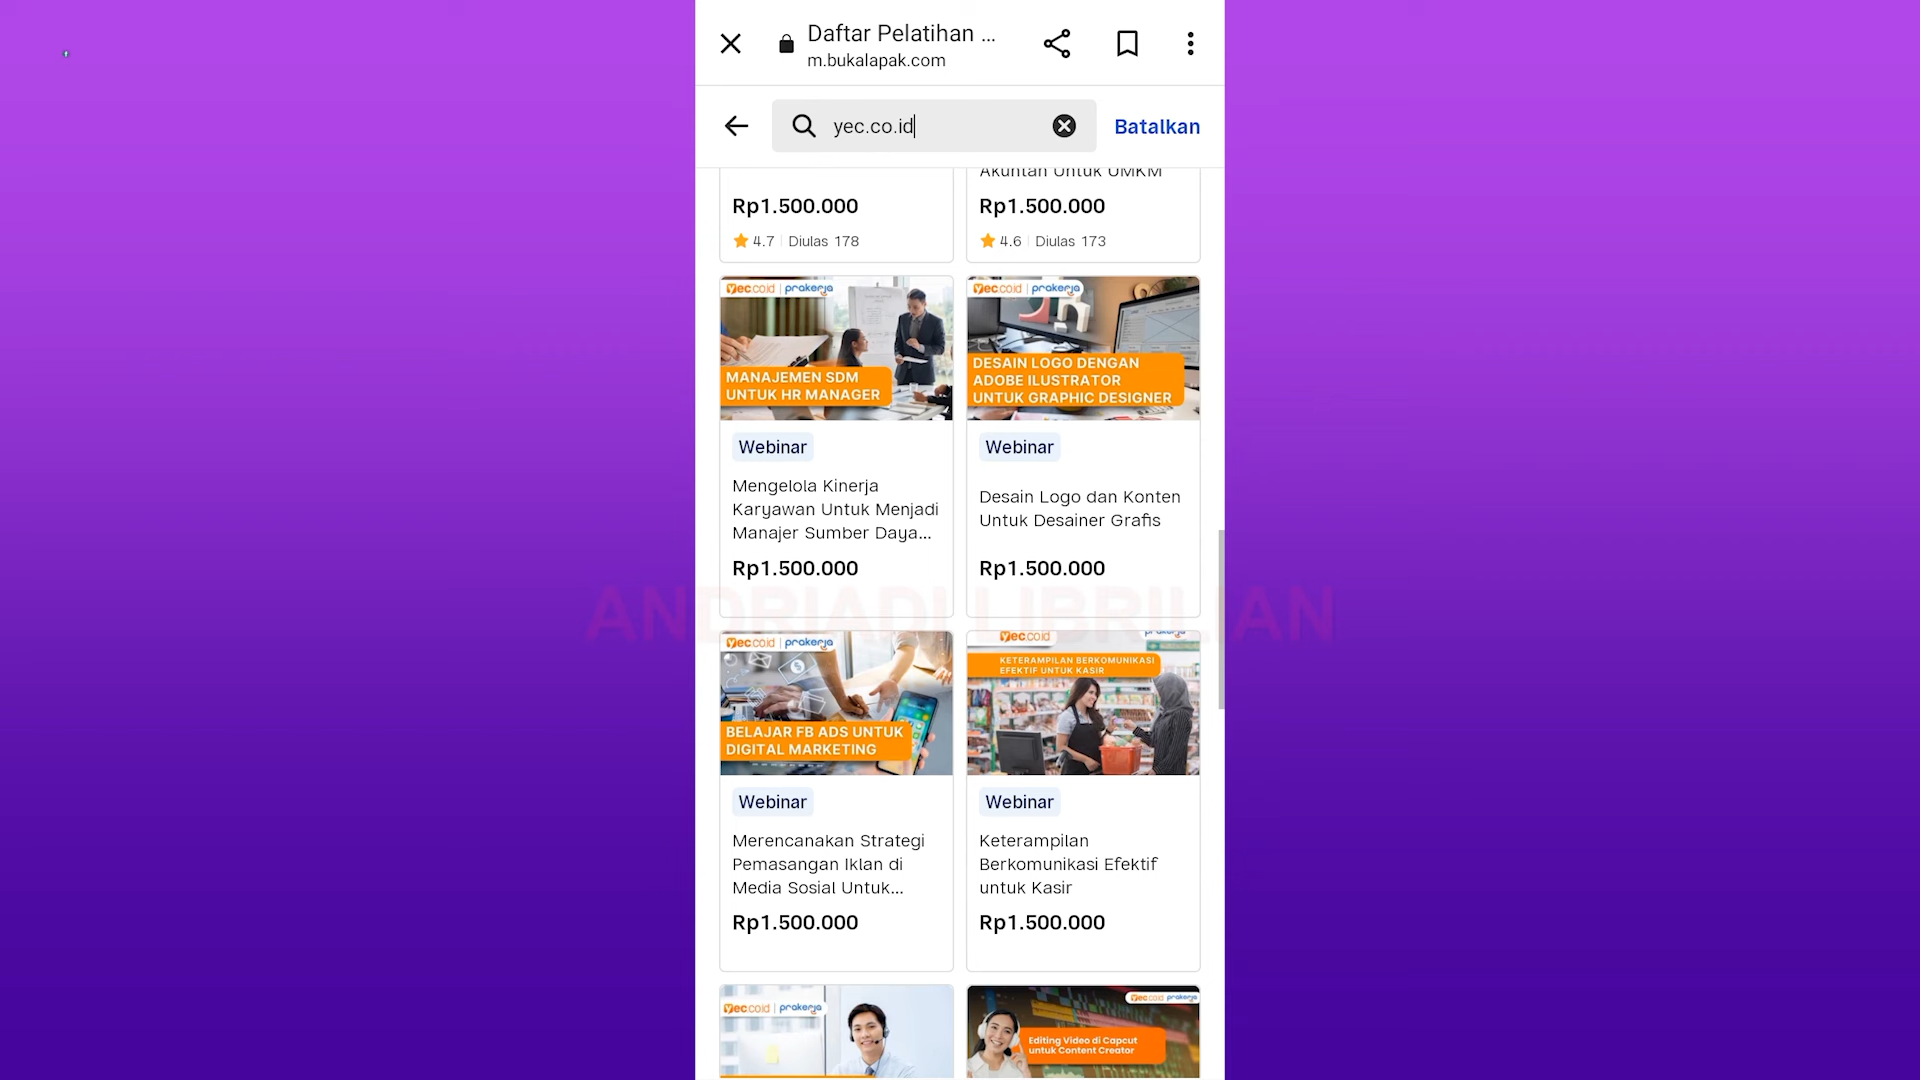 Daftar Pelatihan ...
m.bukalapak.com
yec.co.id
Batalkan
Akuntan Untuk UMKM
Rp1.500.000
4.7 | Diulas 178
Rp1.500.000
4.6 | Diulas 173
yec.co.id | prakerja
MANAJEMEN SDM
UNTUK HR MANAGER
Webinar
Mengelola Kinerja
Karyawan Untuk Menjadi
Manajer Sumber Daya...
Rp1.500.000
yec.co.id | prakerja
DESAIN LOGO DENGAN
ADOBE ILUSTRATOR
UNTUK GRAPHIC DESIGNER
Webinar
Desain Logo dan Konten
Untuk Desainer Grafis
Rp1.500.000
ANDRIADI LIBRILIAN
yec.co.id | prakerja
BELAJAR FB ADS UNTUK
DIGITAL MARKETING
Webinar
Merencanakan Strategi
Pemasangan Iklan di
Media Sosial Untuk...
Rp1.500.000
yec.co.id prakerja
KETERAMPILAN BERKOMUNIKASI
EFEKTIF UNTUK KASIR
Webinar
Keterampilan
Berkomunikasi Efektif
untuk Kasir
Rp1.500.000
yec.co.id | prakerja
yec.co.id prakerja
Editing Video di Capcut
untuk Content Creator